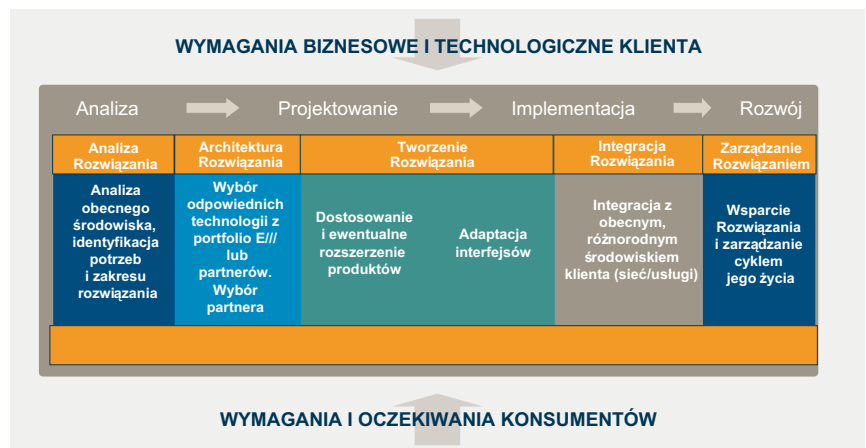 WYMAGANIA BIZNESOWE I TECHNOLOGICZNE KLIENTA
Analiza
Projektowanie
Implementacja
Rozwój
Analiza
Rozwiązania
Architektura
Rozwiązania
Tworzenie
Rozwiązania
Integracja
Rozwiązania
Zarządzanie
Rozwiązaniem
Analiza
obecnego
środowiska,
identyfikacja
potrzeb
i zakresu
rozwiązania
Wybór
odpowiednich
technologii z
portfolio E///
lub
partnerów.
Wybór
partnera
Dostosowanie
i ewentualne
rozszerzenie
produktów
Adaptacja
interfejsów
Integracja z
obecnym,
różnorodnym
środowiskiem
klienta (sieć/usługi)
Wsparcie
Rozwiązania
i zarządzanie
cyklem
jego życia
WYMAGANIA I OCZEKIWANIA KONSUMENTÓW